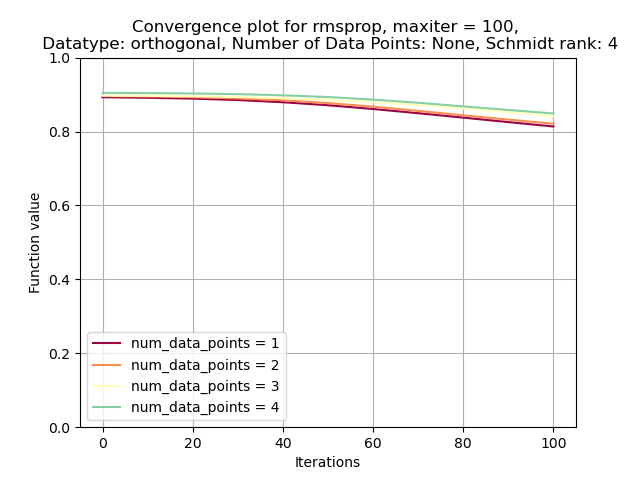 Convergence plot for rmsprop, maxiter = 100,
Datatype: orthogonal, Number of Data Points: None, Schmidt rank: 4
1.0
0.8
0.6
0.4
0.2
0.0
Function value
num_data_points = 1
num_data_points = 2
num_data_points = 3
num_data_points = 4
0 20 40 60 80 100
Iterations